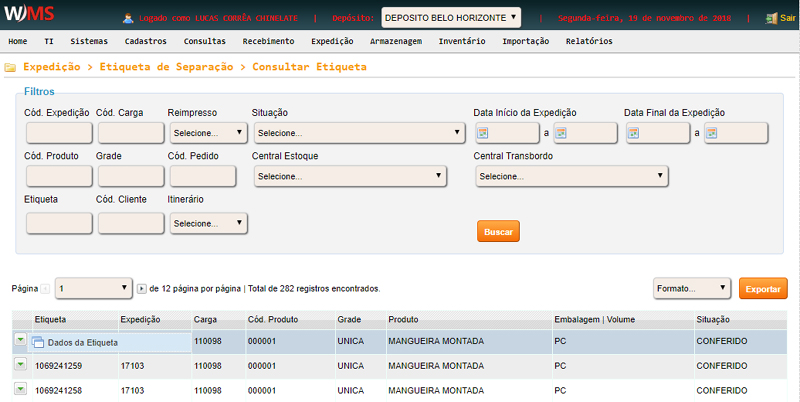 WMS
Logado como LUCAS CORRÊA CHINELATE | Depósito: DEPOSITO BELO HORIZONTE | Segunda-feira, 19 de novembro de 2018 | Sair
Home TI Sistemas Cadastros Consultas Recebimento Expedição Armazenagem Inventário Importação Relatórios
Expedição > Etiqueta de Separação > Consultar Etiqueta
Filtros
Cód. Expedição Cód. Carga Reimpresso Situação Data Início da Expedição Data Final da Expedição
Selecione... Selecione... a a
Cód. Produto Grade Cód. Pedido Central Estoque Central Transbordo
Selecione... Selecione...
Etiqueta Cód. Cliente Itinerário
Selecione... Buscar
Página 1 de 12 página por página | Total de 282 registros encontrados. Formato... Exportar
Etiqueta Expedição Carga Cód. Produto Grade Produto Embalagem | Volume Situação
Dados da Etiqueta 110098 000001 UNICA MANGUEIRA MONTADA PC CONFERIDO
1069241259 17103 110098 000001 UNICA MANGUEIRA MONTADA PC CONFERIDO
1069241258 17103 110098 000001 UNICA MANGUEIRA MONTADA PC CONFERIDO